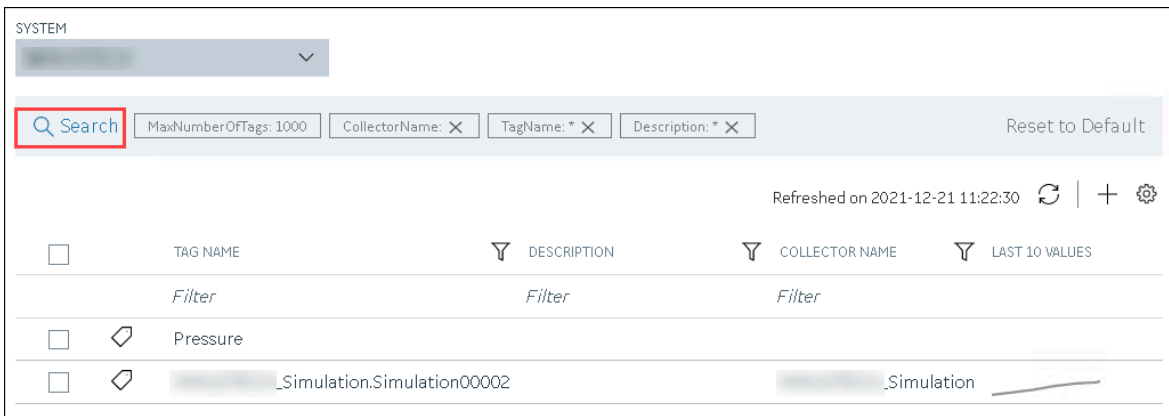 SYSTEM
Search MaxNumberOfTags: 1000 CollectorName: TagName: * Description: * Reset to Default
Refreshed on 2021-12-21 11:22:30
TAG NAME DESCRIPTION COLLECTOR NAME LAST 10 VALUES
Filter Filter Filter
Pressure
_Simulation.Simulation00002 _Simulation